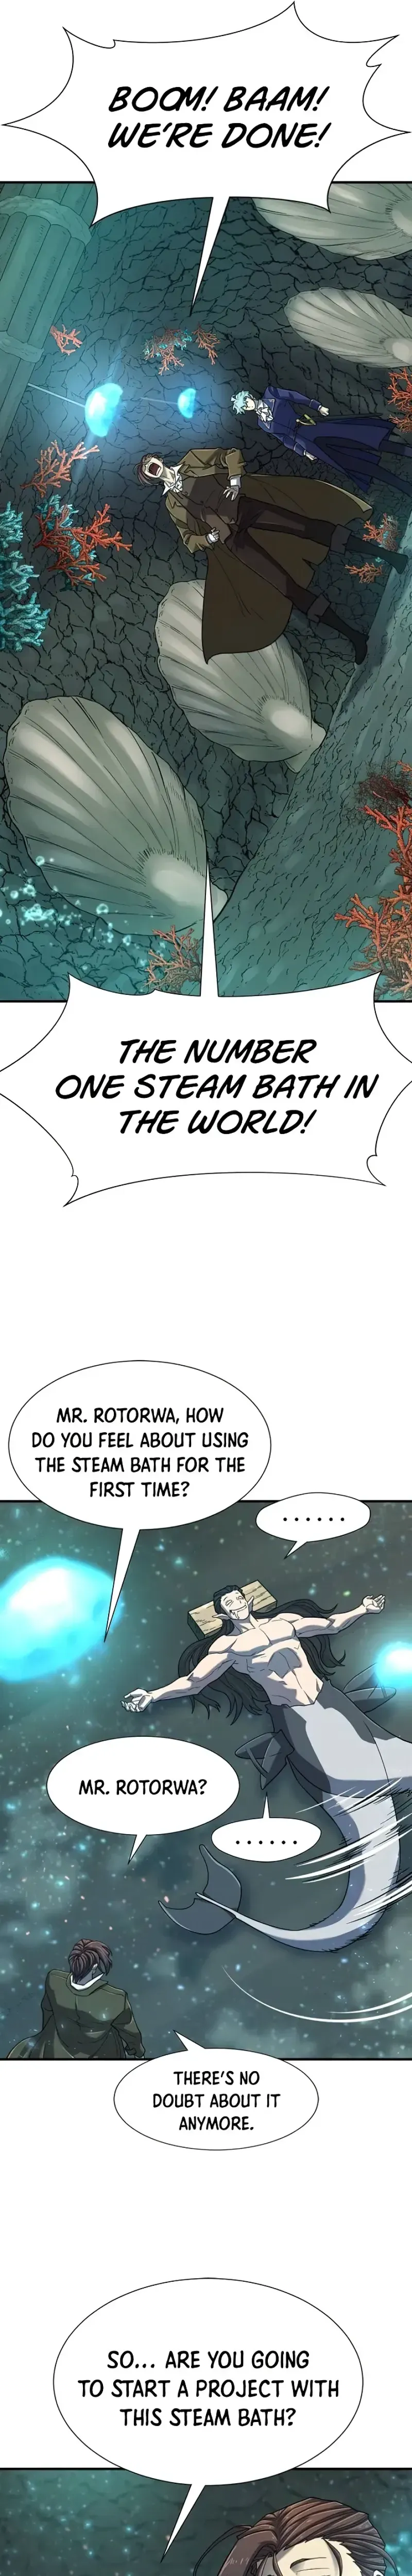 BOOM! BAAM!
WE'RE DONE!
THE NUMBER
ONE STEAM BATH IN
THE WORLD!
MR. ROTORWA, HOW
DO YOU FEEL ABOUT USING
THE STEAM BATH FOR THE
FIRST TIME?
......
MR. ROTORWA?
......
THERE'S NO
DOUBT ABOUT IT
ANYMORE.
SO... ARE YOU GOING
TO START A PROJECT WITH
THIS STEAM BATH?